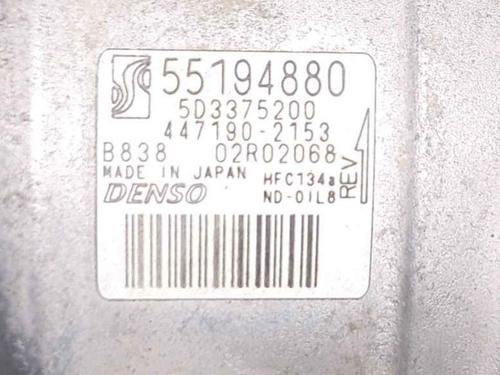 55194880
5D3375200
447190-2153
B838 02R02068
MADE IN JAPAN HFC134a
DENSO ND-OIL8
REV